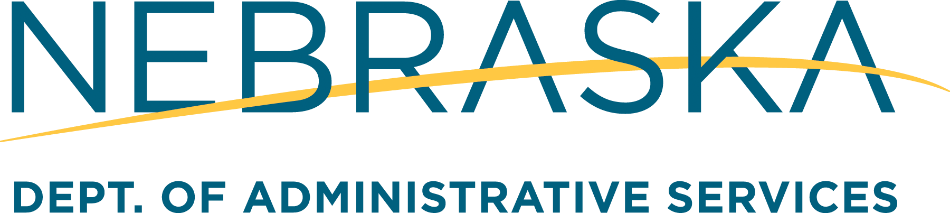 NEBRASKA
DEPT. OF ADMINISTRATIVE SERVICES